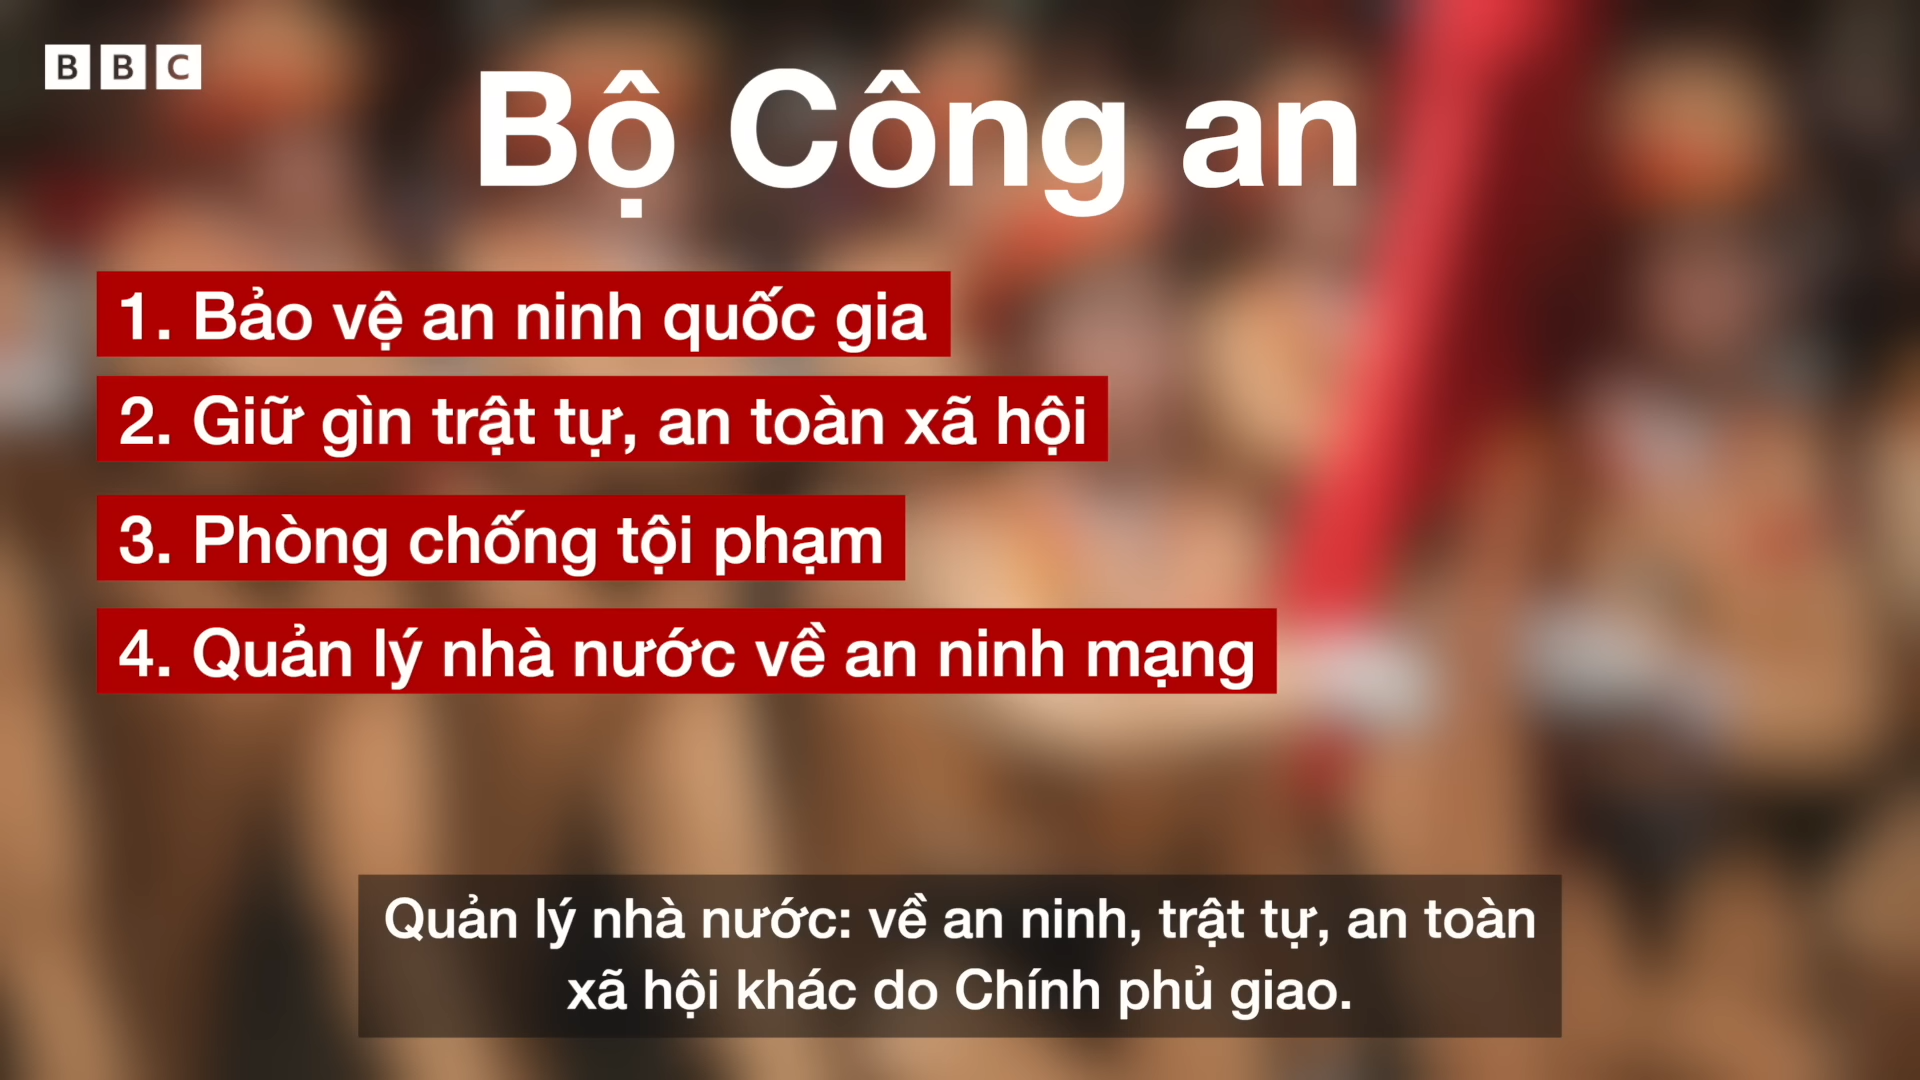 BBC
Bộ Công an
1. Bảo vệ an ninh quốc gia
2. Giữ gìn trật tự, an toàn xã hội
3. Phòng chống tội phạm
4. Quản lý nhà nước về an ninh mạng
Quản lý nhà nước: về an ninh, trật tự, an toàn
xã hội khác do Chính phủ giao.